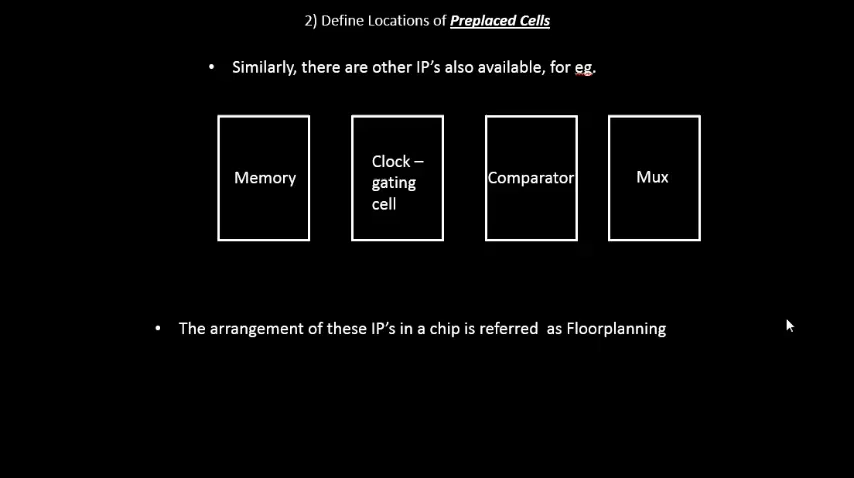 2) Define Locations of Preplaced Cells
• Similarly, there are other IP's also available, for eg.
Memory
Clock –
gating
cell
Comparator
Mux
• The arrangement of these IP's in a chip is referred  as Floorplanning